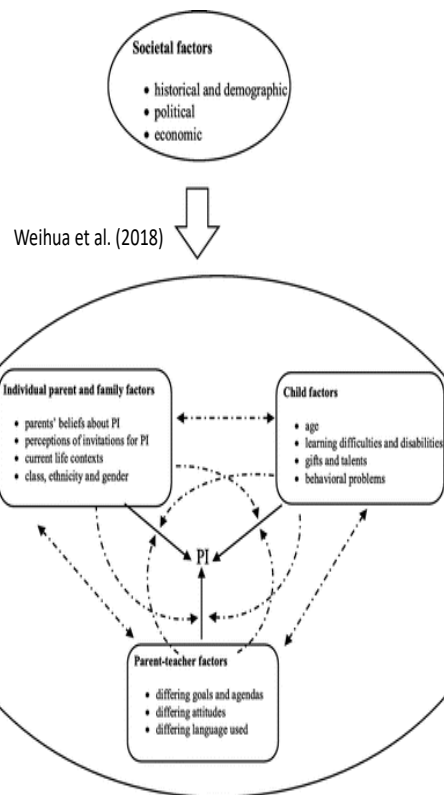 Societal factors
• historical and demographic
• political
• economic
Weihua et al. (2018)
Individual parent and family factors
• parents' beliefs about PI
• perceptions of invitations for PI
• current life contexts
• class, ethnicity and gender
Child factors
• age
• learning difficulties and disabilities
• gifts and talents
• behavioral problems
PI
Parent-teacher factors
• differing goals and agendas
• differing attitudes
• differing language used